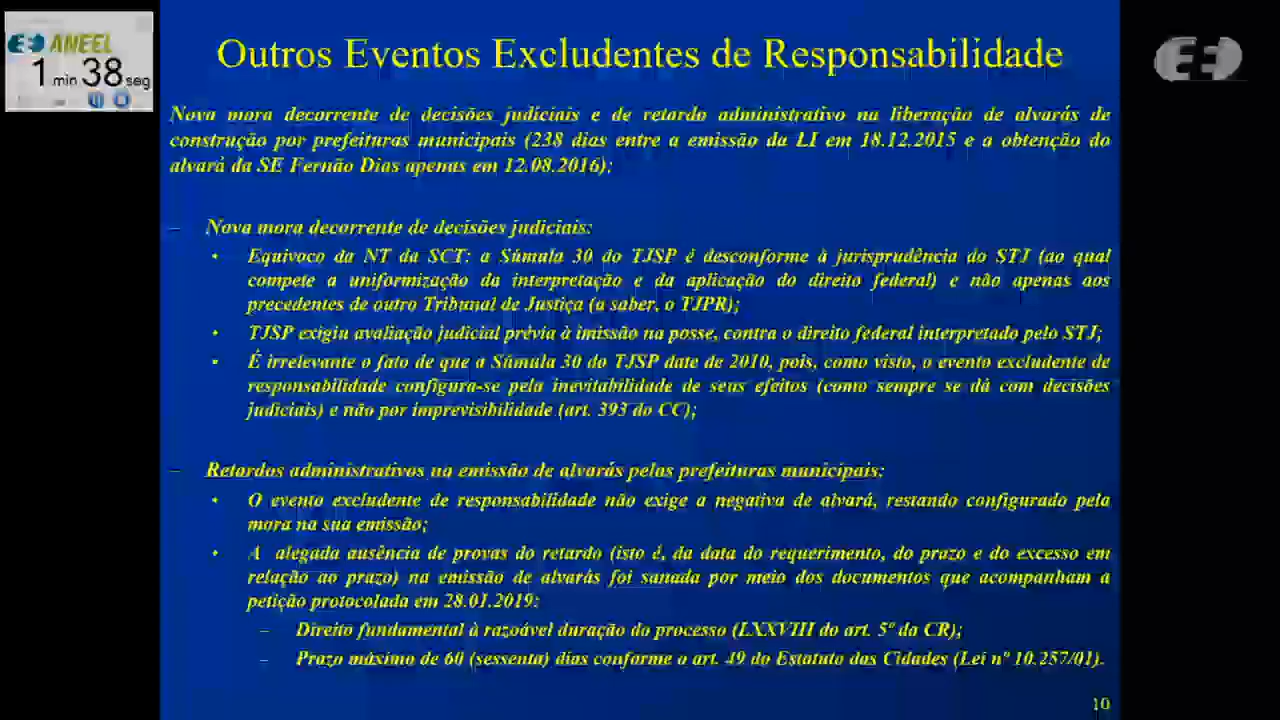 ANEEL
1 min 38 seg
Outros Eventos Excludentes de Responsabilidade
Nova mora decorrente de decisões judiciais e de retardo administrativo na liberação de alvarás de
construção por prefeituras municipais (238 dias entre a emissão da LI em 18.12.2015 e a obtenção do
alvará da SE Fernão Dias apenas em 12.08.2016):
– Nova mora decorrente de decisões judiciais:
• Equivoco da NT da SCT: a Súmula 30 do TJSP é desconforme à jurisprudência do STJ (ao qual
compete a uniformização da interpretação e da aplicação do direito federal) e não apenas aos
precedentes de outro Tribunal de Justiça (a saber, o TJPR);
• TJSP exigiu avaliação judicial prévia à imissão na posse, contra o direito federal interpretado pelo STJ;
• É irrelevante o fato de que a Súmula 30 do TJSP date de 2010, pois, como visto, o evento excludente de
responsabilidade configura-se pela inevitabilidade de seus efeitos (como sempre se dá com decisões
judiciais) e não por imprevisibilidade (art. 393 do CC);
– Retardos administrativos na emissão de alvarás pelas prefeituras municipais:
• O evento excludente de responsabilidade não exige a negativa de alvará, restando configurado pela
mora na sua emissão;
• A alegada ausência de provas do retardo (isto é, da data do requerimento, do prazo e do excesso em
relação ao prazo) na emissão de alvarás foi sanada por meio dos documentos que acompanham a
petição protocolada em 28.01.2019:
– Direito fundamental à razoável duração do processo (LXXVIII do art. 5º da CR);
– Prazo máximo de 60 (sessenta) dias conforme o art. 49 do Estatuto das Cidades (Lei nº 10.257/01).
10